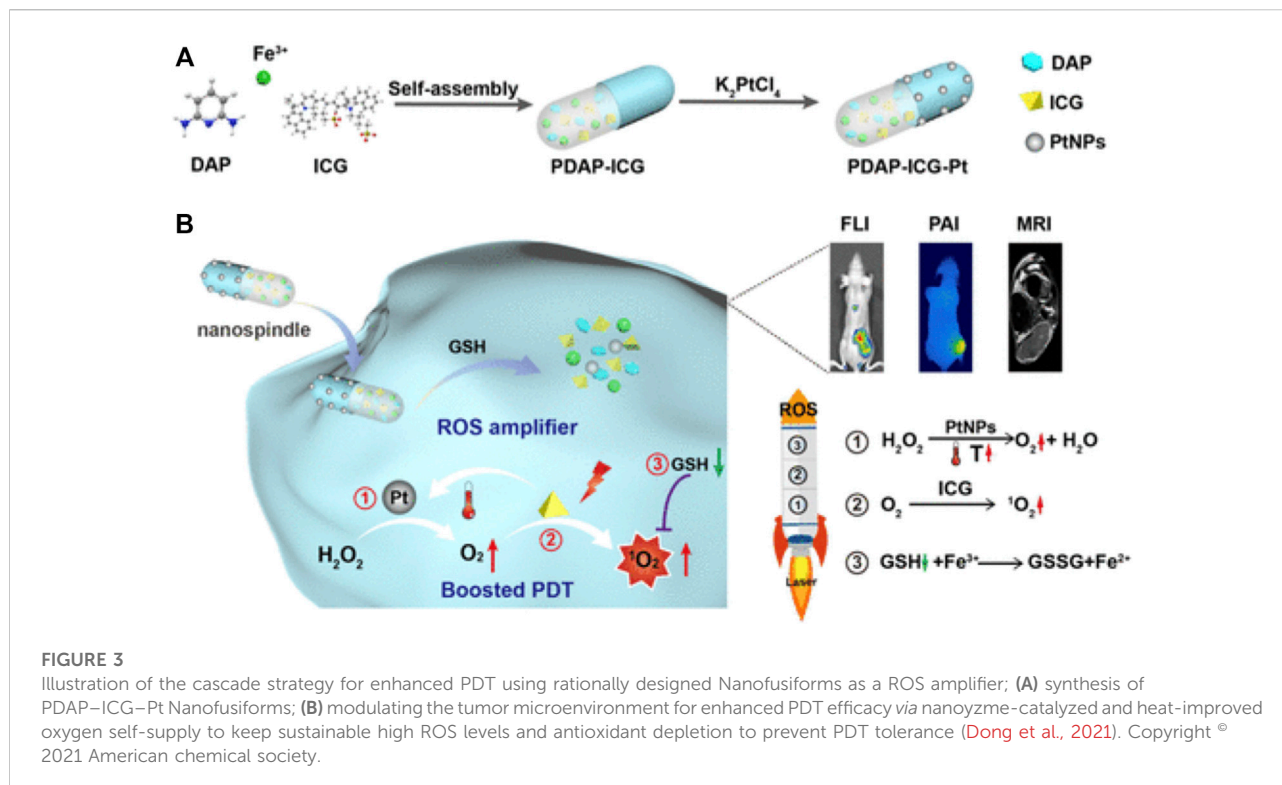 A
Fe³⁺
DAP
ICG
Self-assembly
PDAP-ICG
K₂PtCl₄
PDAP-ICG-Pt
DAP
ICG
PtNPs
B
nanospindle
GSH
ROS amplifier
① Pt
H₂O₂
O₂
②
③ GSH
¹O₂
Boosted PDT
FLI PAI MRI
ROS
③
②
①
Laser
① H₂O₂ PtNPs T O₂ + H₂O
② O₂ ICG ¹O₂
③ GSH +Fe³⁺ GSSG+Fe²⁺
FIGURE 3
Illustration of the cascade strategy for enhanced PDT using rationally designed Nanofusiforms as a ROS amplifier; (A) synthesis of
PDAP–ICG–Pt Nanofusiforms; (B) modulating the tumor microenvironment for enhanced PDT efficacy via nanoyzme-catalyzed and heat-improved
oxygen self-supply to keep sustainable high ROS levels and antioxidant depletion to prevent PDT tolerance (Dong et al., 2021). Copyright ©
2021 American chemical society.